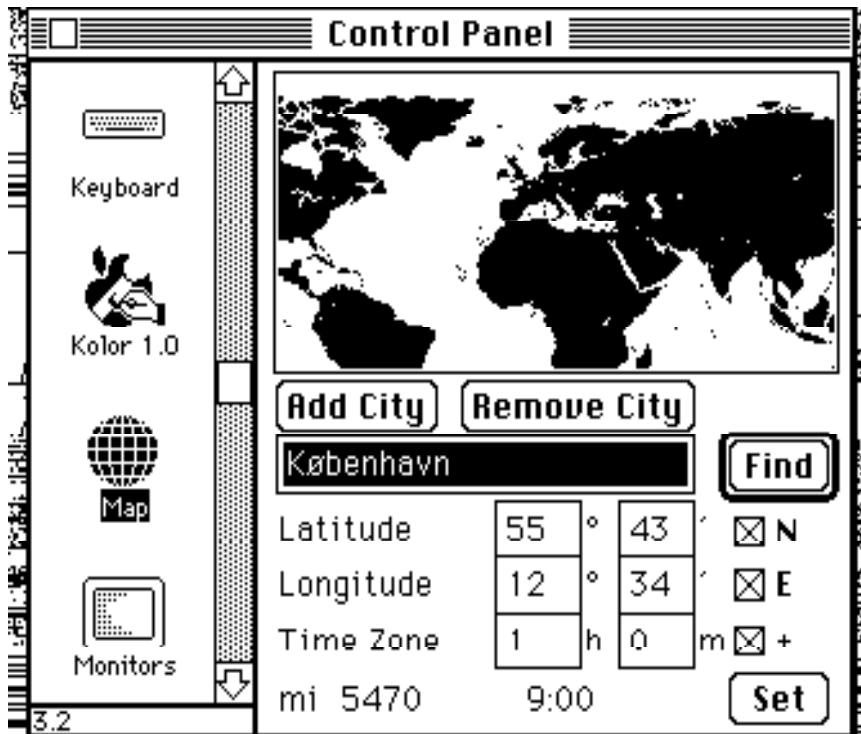 Control Panel
Keyboard
Kolor 1.0
Map
Monitors
3.2
Add City Remove City
København Find
Latitude 55 ° 43 ´ N
Longitude 12 ° 34 ´ E
Time Zone 1 h 0 m +
mi 5470 9:00 Set